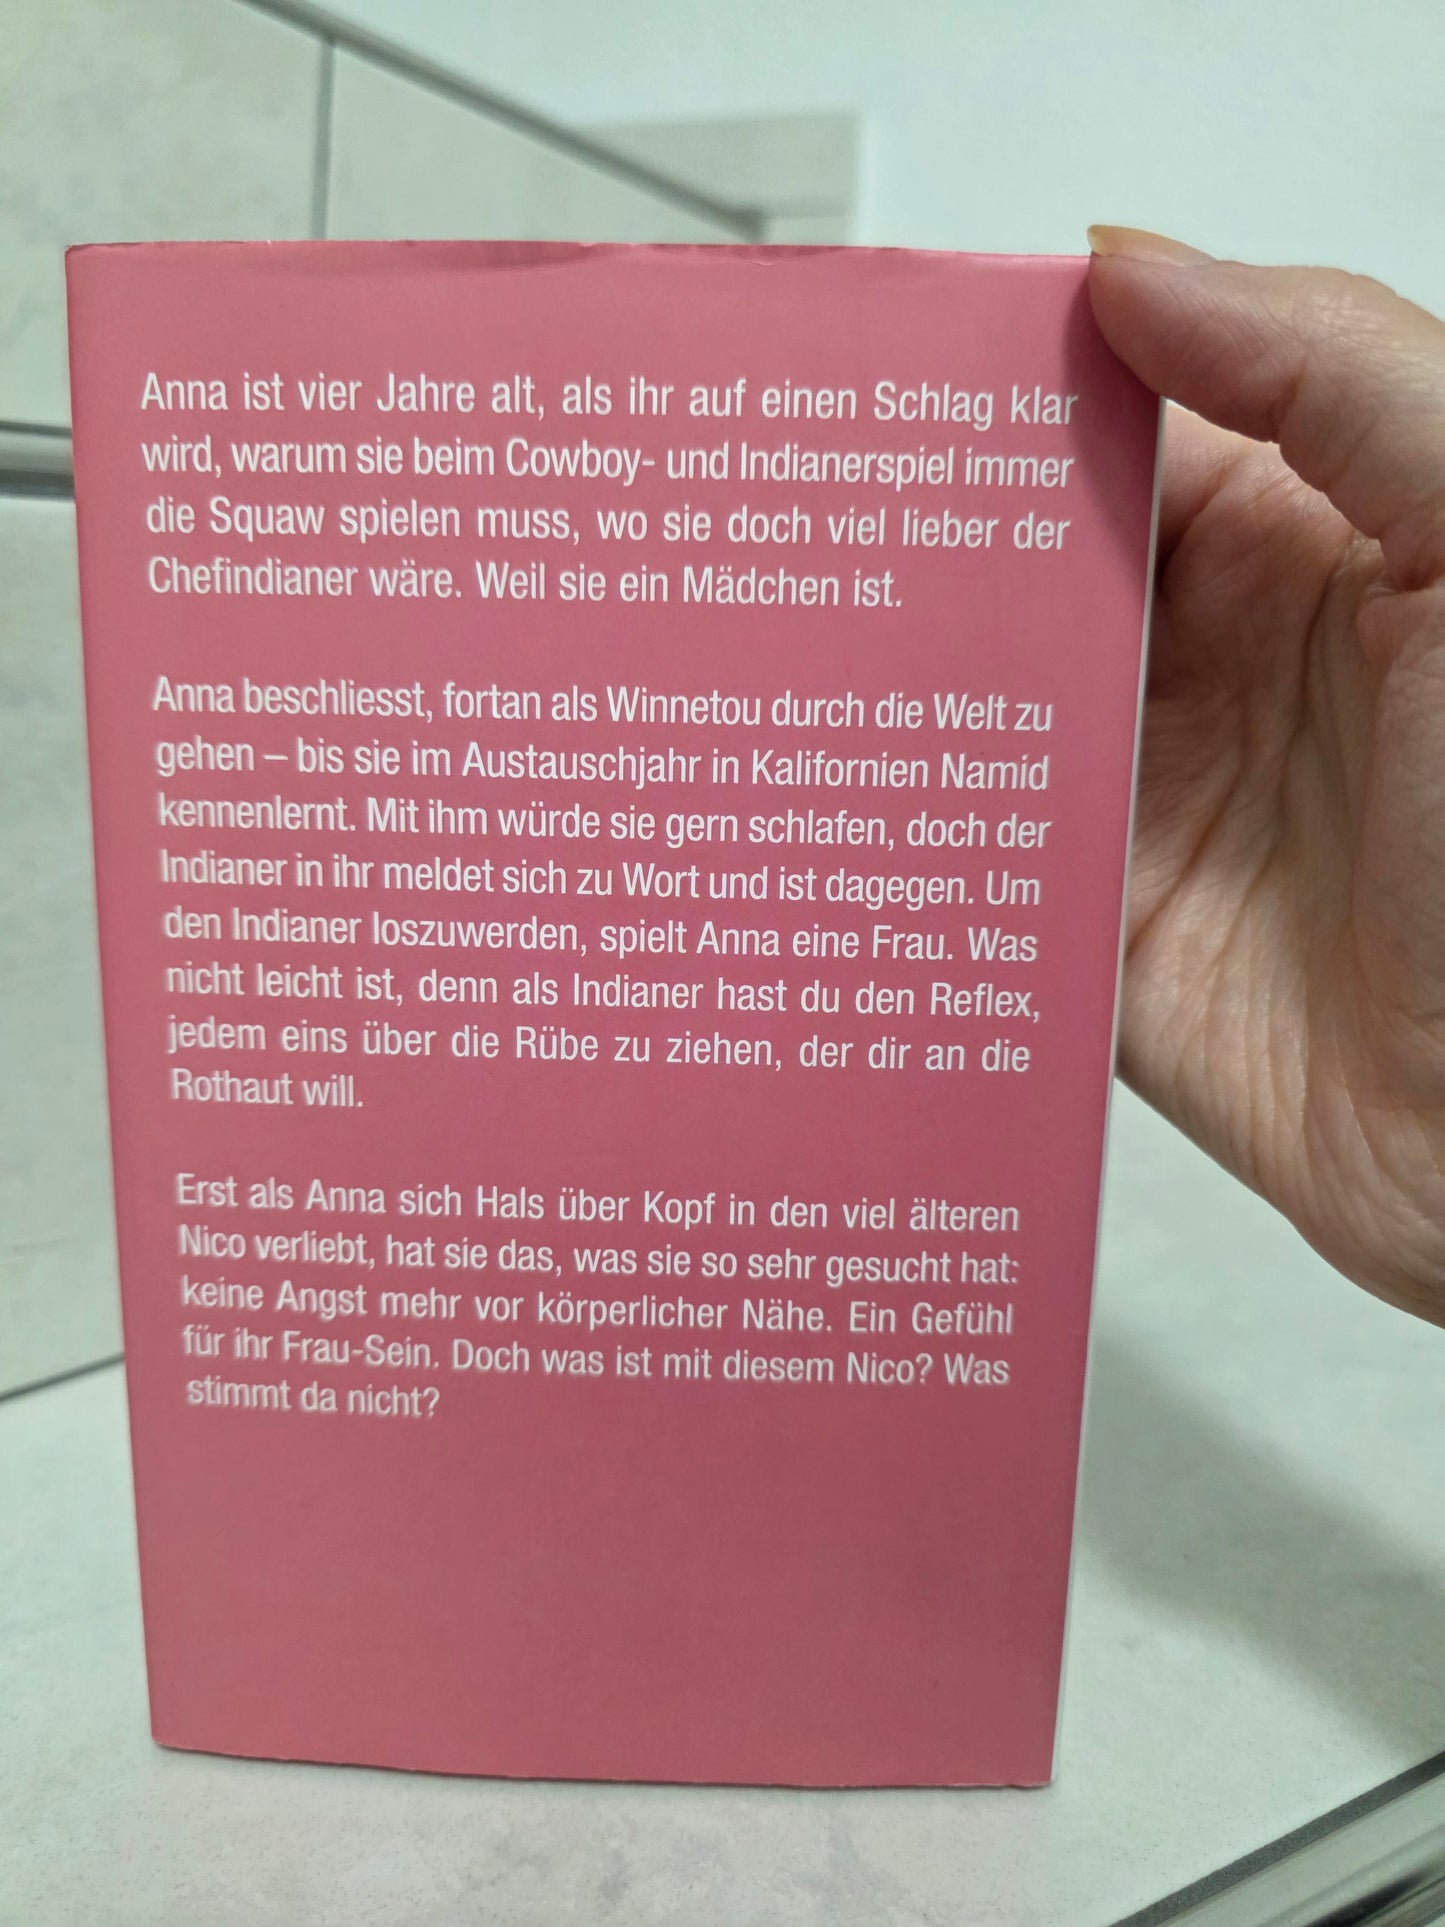 Anna ist vier Jahre alt, als ihr auf einen Schlag klar
wird, warum sie beim Cowboy- und Indianerspiel immer
die Squaw spielen muss, wo sie doch viel lieber der
Chefindianer wäre. Weil sie ein Mädchen ist.
Anna beschliesst, fortan als Winnetou durch die Welt zu
gehen – bis sie im Austauschjahr in Kalifornien Namid
kennenlernt. Mit ihm würde sie gern schlafen, doch der
Indianer in ihr meldet sich zu Wort und ist dagegen. Um
den Indianer loszuwerden, spielt Anna eine Frau. Was
nicht leicht ist, denn als Indianer hast du den Reflex,
jedem eins über die Rübe zu ziehen, der dir an die
Rothaut will.
Erst als Anna sich Hals über Kopf in den viel älteren
Nico verliebt, hat sie das, was sie so sehr gesucht hat:
keine Angst mehr vor körperlicher Nähe. Ein Gefühl
für ihr Frau-Sein. Doch was ist mit diesem Nico? Was
stimmt da nicht?